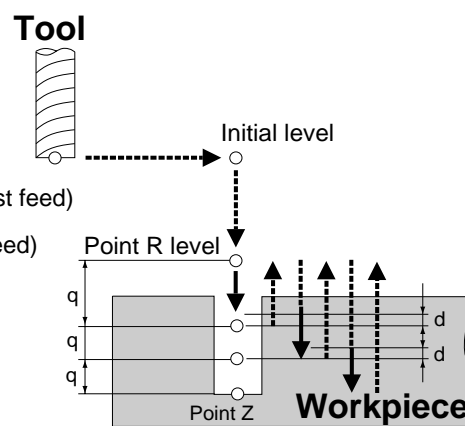 Tool
Initial level
st feed)
eed)
Point R level
q
d
q
d
q
Point Z
Workpiece